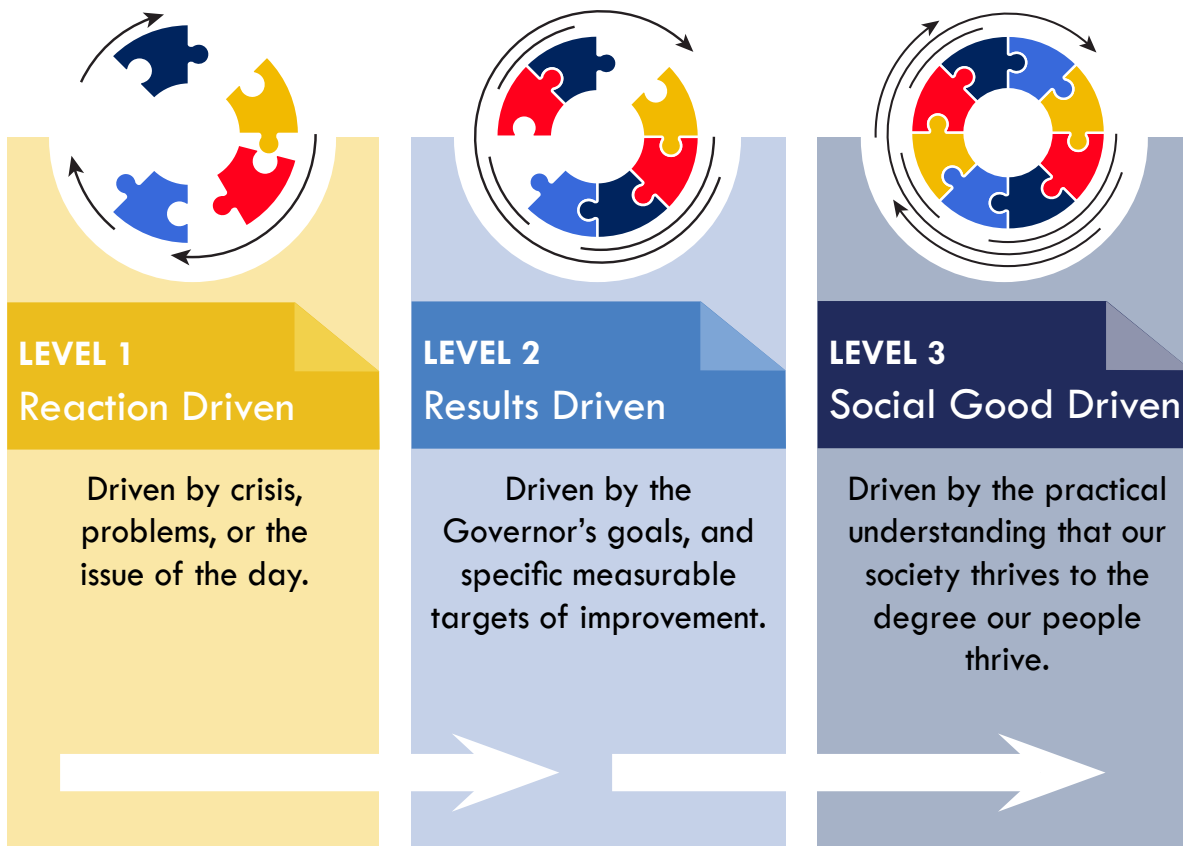 LEVEL 1
Reaction Driven
Driven by crisis,
problems, or the
issue of the day.
LEVEL 2
Results Driven
Driven by the
Governor’s goals, and
specific measurable
targets of improvement.
LEVEL 3
Social Good Driven
Driven by the practical
understanding that our
society thrives to the
degree our people
thrive.